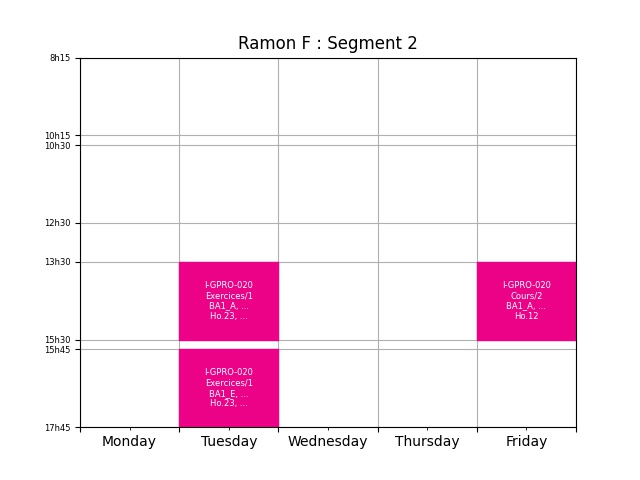 Ramon F : Segment 2
8h15
10h15
10h30
12h30
13h30
I-GPRO-020
Exercices/1
BA1_A, ...
Ho.23, ...
I-GPRO-020
Cours/2
BA1_A, ...
Ho.12
15h30
15h45
I-GPRO-020
Exercices/1
BA1_E, ...
Ho.23, ...
17h45
Monday Tuesday Wednesday Thursday Friday